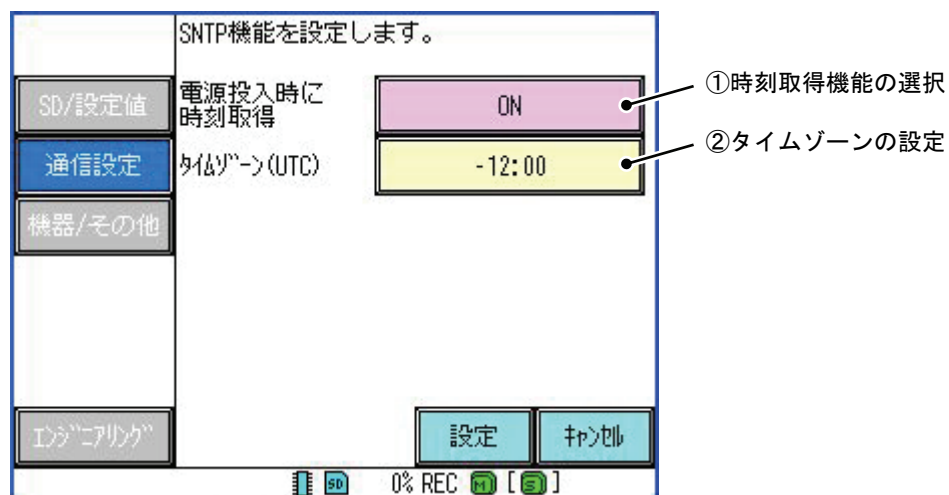 SNTP機能を設定します。
SD/設定値
電源投入時に
時刻取得
ON
①時刻取得機能の選択
通信設定
ﾀｲﾑｿﾞｰﾝ(UTC)
-12:00
②タイムゾーンの設定
機器/その他
ｴﾝｼﾞﾆｱﾘﾝｸﾞ
設定
ｷｬﾝｾﾙ
SD 0% REC M [S]